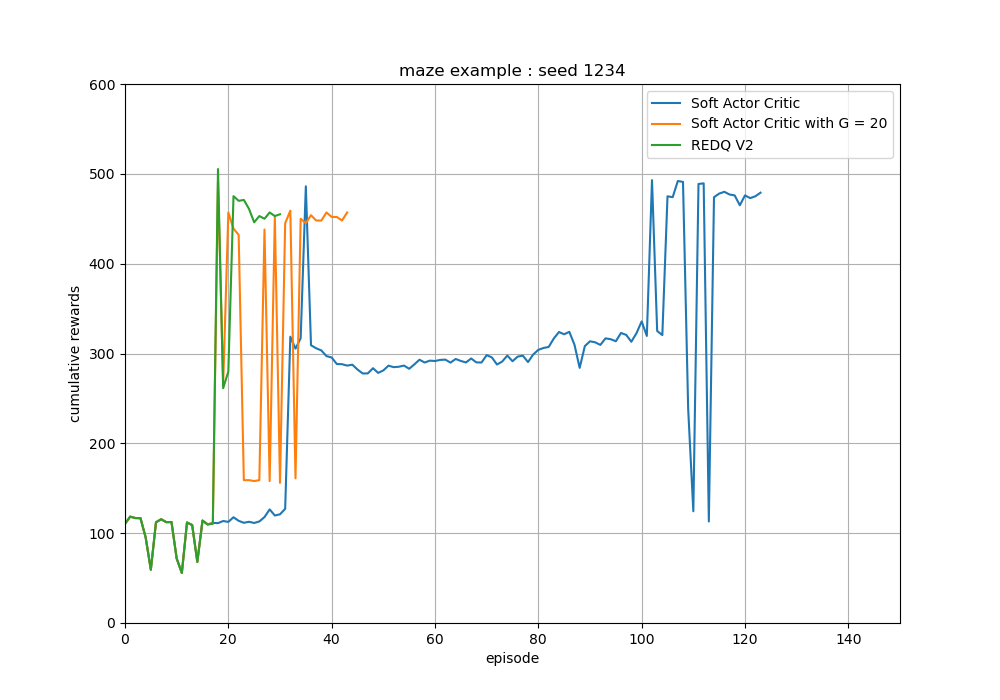 maze example : seed 1234
600
500
400
300
200
100
0
cumulative rewards
Soft Actor Critic
Soft Actor Critic with G = 20
REDQ V2
0 20 40 60 80 100 120 140
episode